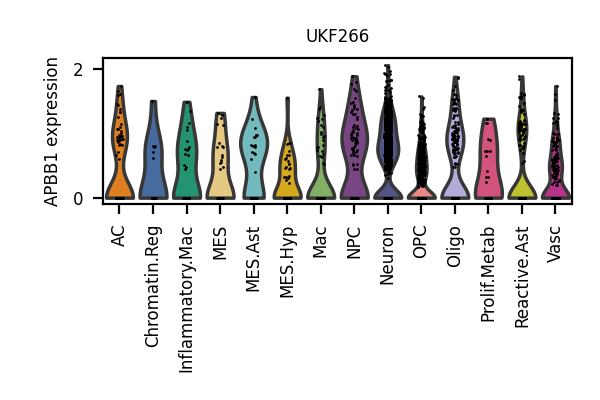 UKF266
APBB1 expression
2
0
AC
Chromatin.Reg
Inflammatory.Mac
MES
MES.Ast
MES.Hyp
Mac
NPC
Neuron
OPC
Oligo
Prolif.Metab
Reactive.Ast
Vasc